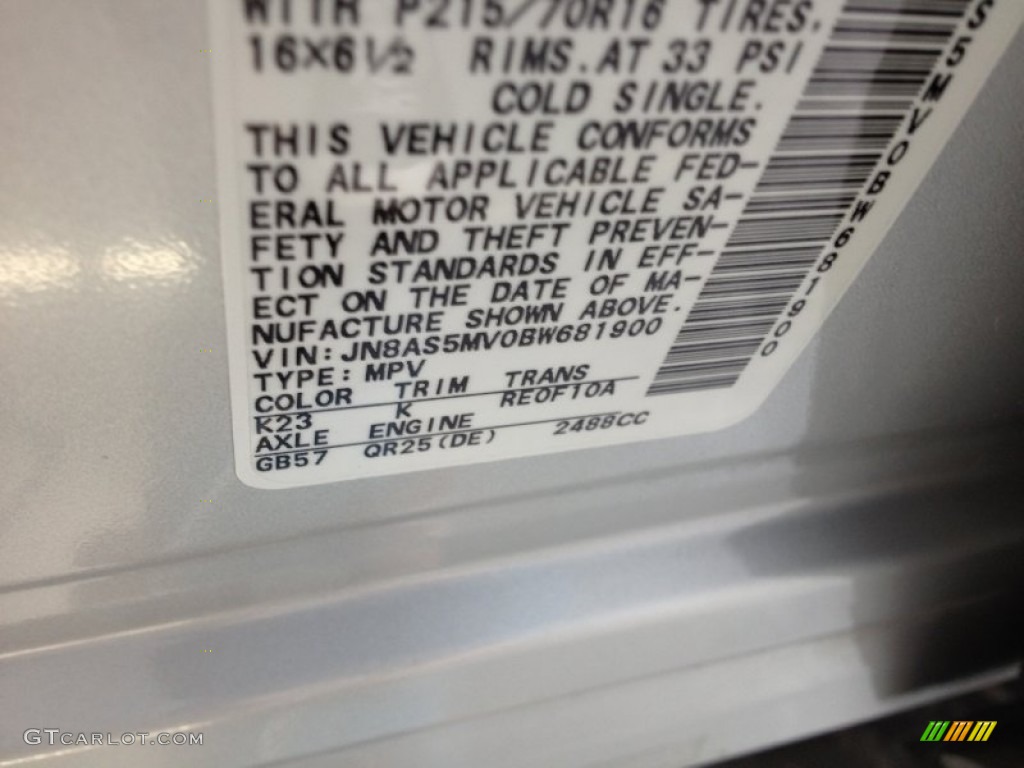 WITH P215/70R16 TIRES.
16X6 1/2 RIMS. AT 33 PSI
COLD SINGLE.
THIS VEHICLE CONFORMS
TO ALL APPLICABLE FED-
ERAL MOTOR VEHICLE SA-
FETY AND THEFT PREVEN-
TION STANDARDS IN EFF-
ECT ON THE DATE OF MA-
NUFACTURE SHOWN ABOVE.
VIN: JN8AS5MV0BW681900
TYPE: MPV
COLOR TRIM TRANS
K23 K RE0F10A
AXLE ENGINE
GB57 QR25(DE) 2488CC
S5MV0BW681900
GTCARLOT.COM